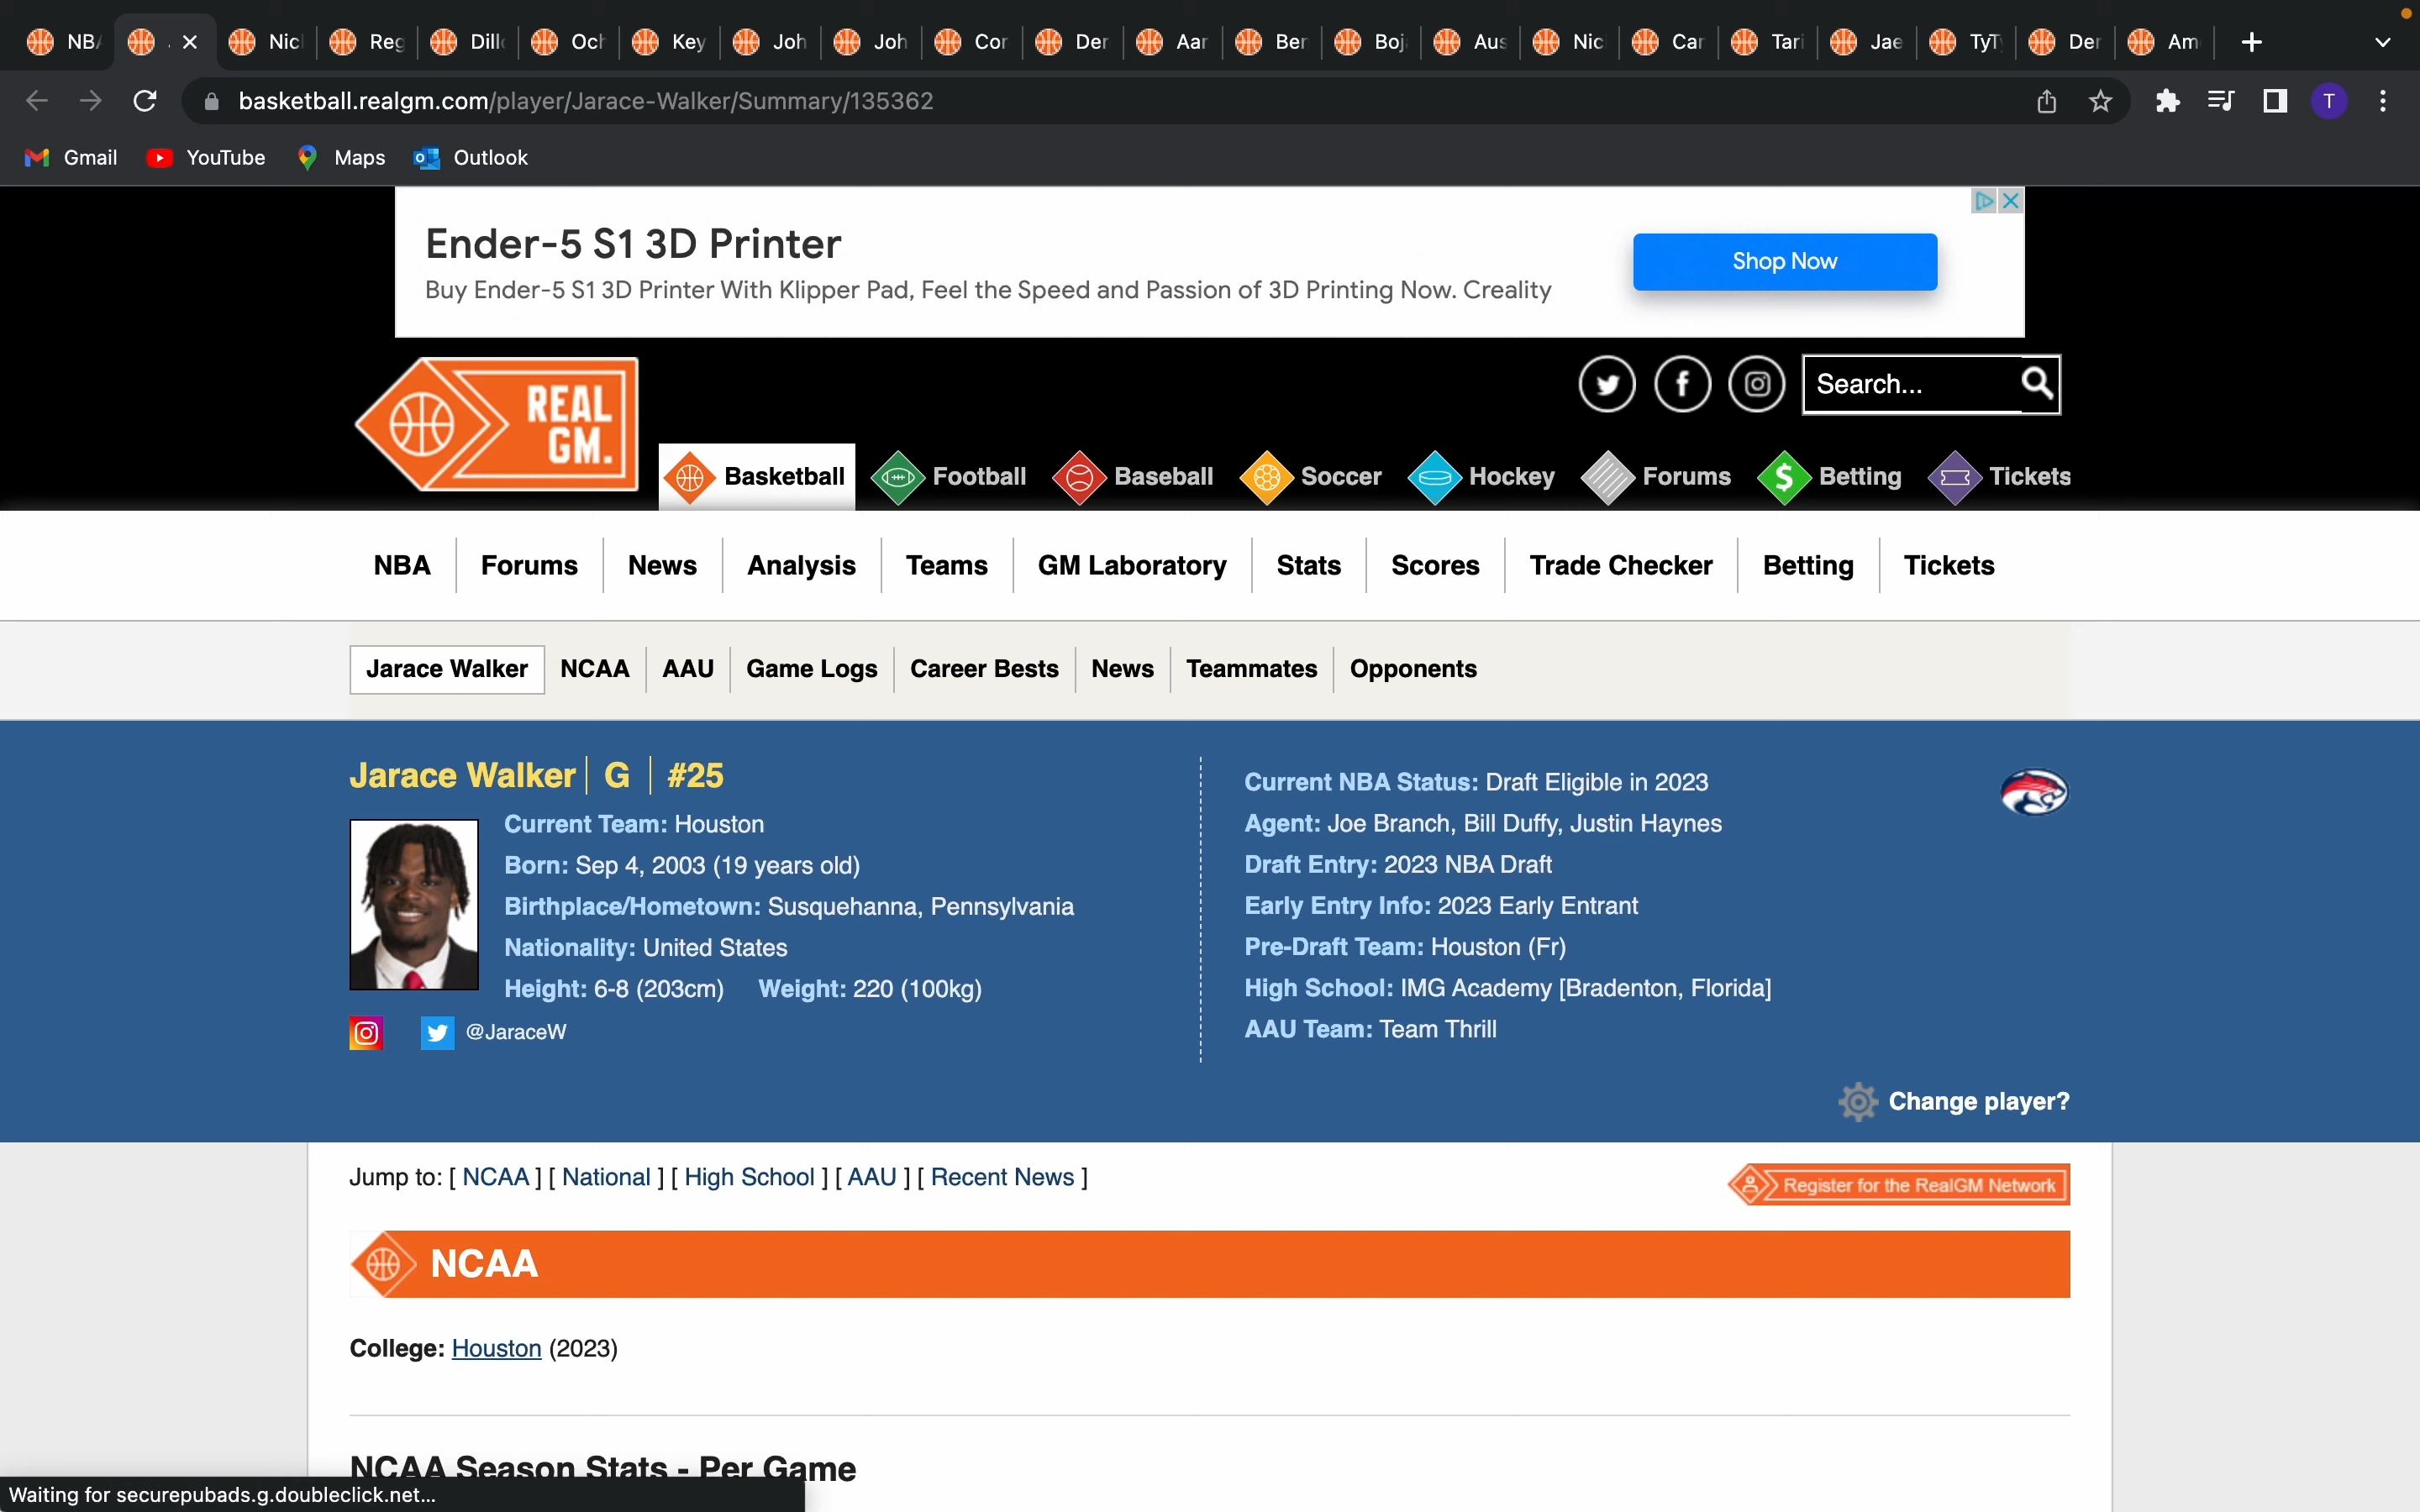 NBA Nic Reg Dill Och Key Joh Joh Cor Der Aar Ber Boj Aus Nic Car Tari Jae TyT Der Am
basketball.realgm.com/player/Jarace-Walker/Summary/135362
T
Gmail YouTube Maps Outlook
Ender-5 S1 3D Printer
Buy Ender-5 S1 3D Printer With Klipper Pad, Feel the Speed and Passion of 3D Printing Now. Creality
Shop Now
REAL
GM.
Search...
Basketball Football Baseball Soccer Hockey Forums Betting Tickets
NBA Forums News Analysis Teams GM Laboratory Stats Scores Trade Checker Betting Tickets
Jarace Walker NCAA AAU Game Logs Career Bests News Teammates Opponents
Jarace Walker G #25
Current Team: Houston
Born: Sep 4, 2003 (19 years old)
Birthplace/Hometown: Susquehanna, Pennsylvania
Nationality: United States
Height: 6-8 (203cm) Weight: 220 (100kg)
@JaraceW
Current NBA Status: Draft Eligible in 2023
Agent: Joe Branch, Bill Duffy, Justin Haynes
Draft Entry: 2023 NBA Draft
Early Entry Info: 2023 Early Entrant
Pre-Draft Team: Houston (Fr)
High School: IMG Academy [Bradenton, Florida]
AAU Team: Team Thrill
Change player?
Jump to: [ NCAA ] [ National ] [ High School ] [ AAU ] [ Recent News ]
Register for the RealGM Network
NCAA
College: Houston (2023)
NCAA Season Stats - Per Game
Waiting for securepubads.g.doubleclick.net...